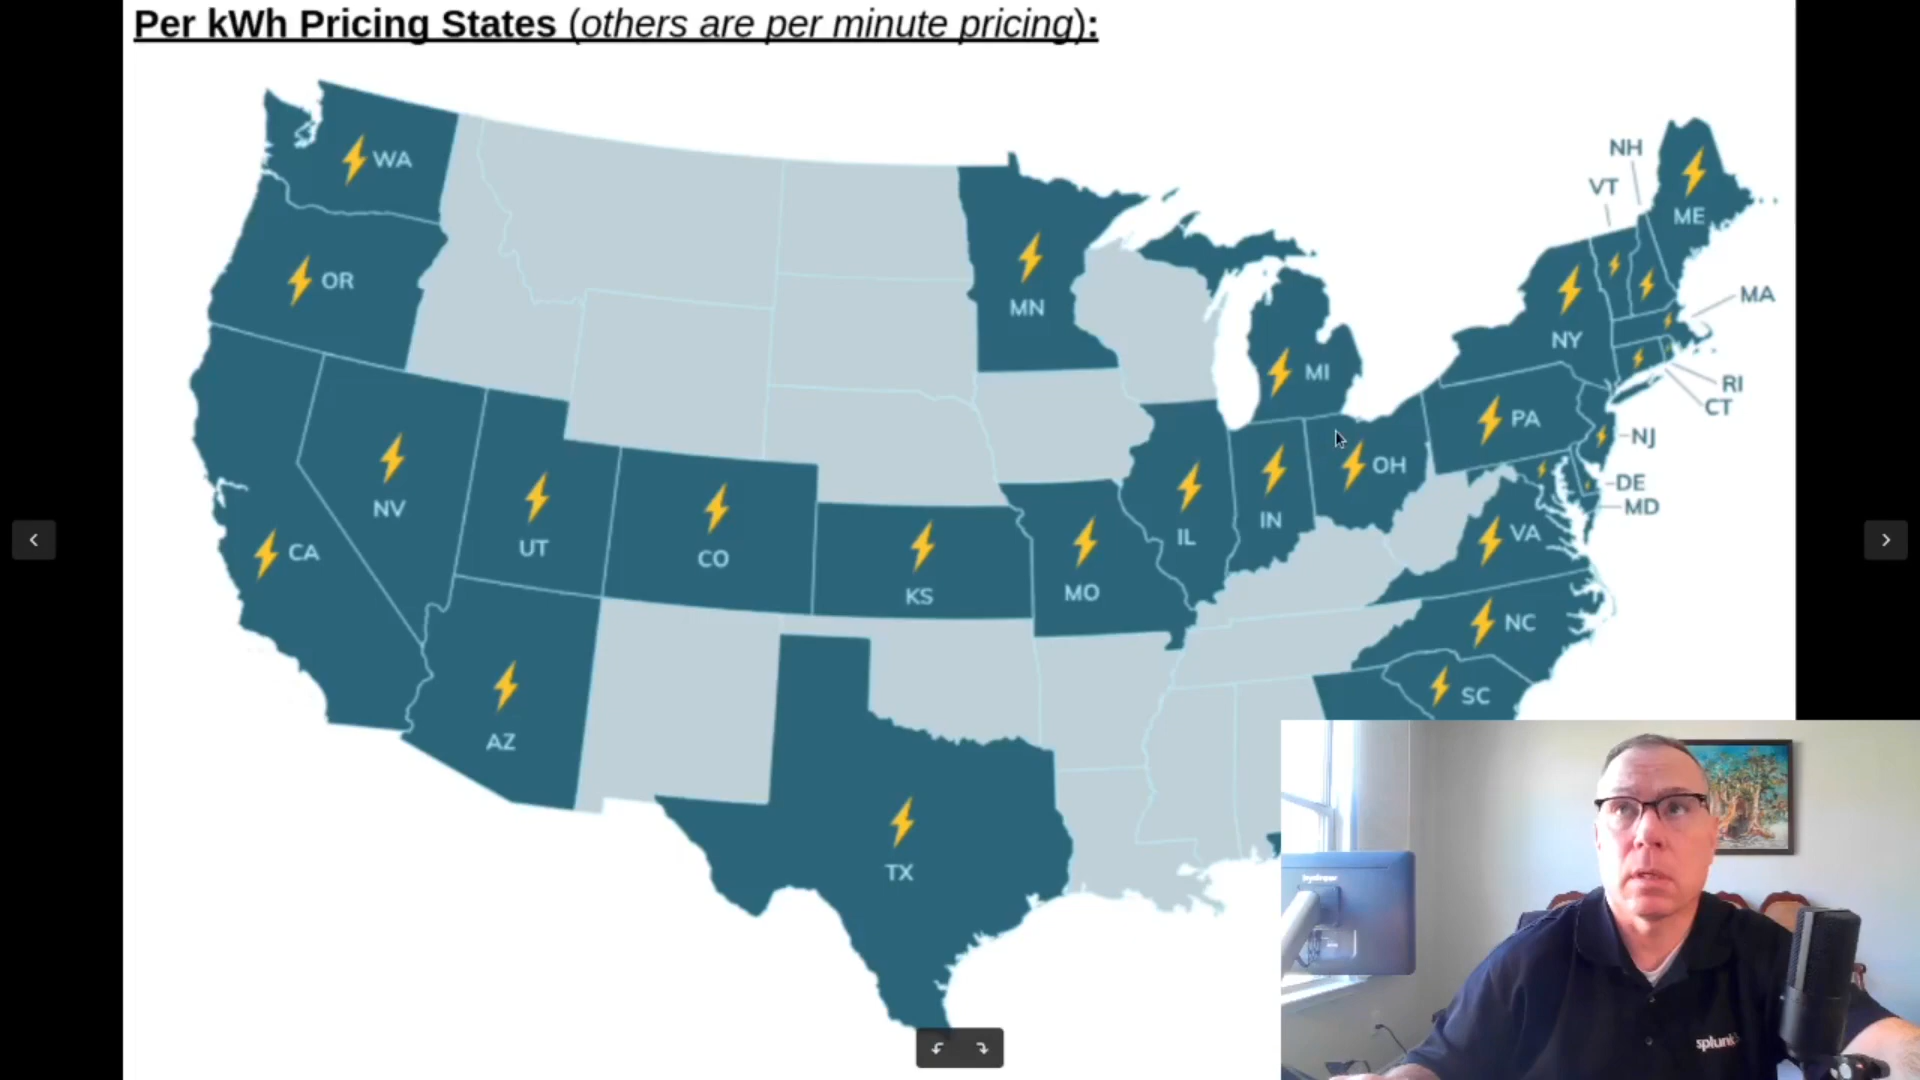 Per kWh Pricing States (others are per minute pricing):
WA
NH
VT
ME
OR
MN
MA
NY
MI
RI
CT
PA
NJ
OH
NV
DE
MD
UT
IN
VA
IL
CO
CA
KS
MO
NC
SC
AZ
TX
splunk